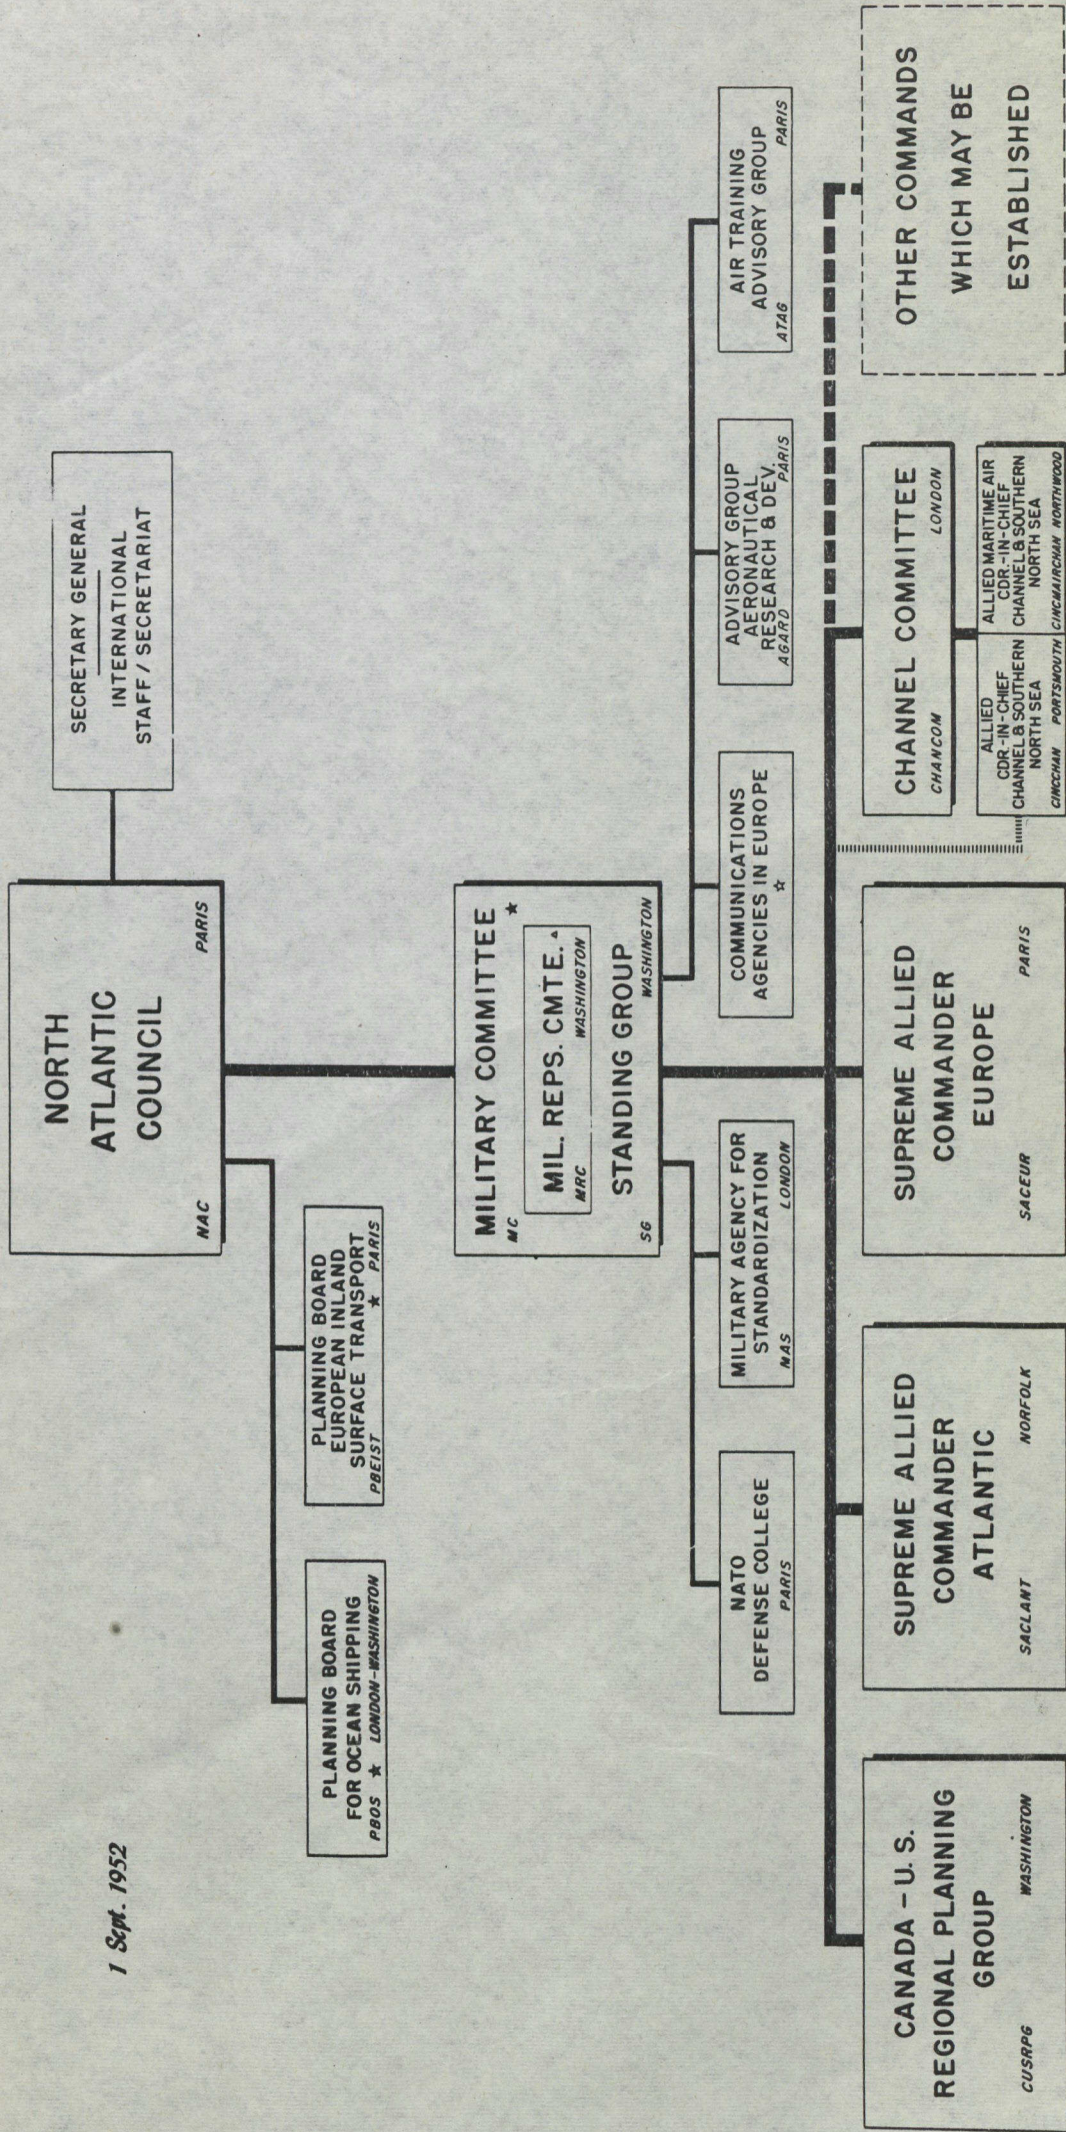 1 Sept. 1952
NORTH
ATLANTIC
COUNCIL
NAC PARIS
SECRETARY GENERAL
INTERNATIONAL
STAFF / SECRETARIAT
PLANNING BOARD
FOR OCEAN SHIPPING
PBOS ★ LONDON-WASHINGTON
PLANNING BOARD
EUROPEAN INLAND
SURFACE TRANSPORT
PBEIST ★ PARIS
MILITARY COMMITTEE
MC ★
MIL. REPS. CMTE. ▵
MRC WASHINGTON
STANDING GROUP
SG WASHINGTON
NATO
DEFENSE COLLEGE
PARIS
MILITARY AGENCY FOR
STANDARDIZATION
MAS LONDON
COMMUNICATIONS
AGENCIES IN EUROPE
☆
ADVISORY GROUP
AERONAUTICAL
RESEARCH & DEV.
AGARD PARIS
AIR TRAINING
ADVISORY GROUP
ATAG PARIS
CANADA – U. S.
REGIONAL PLANNING
GROUP
CUSRPG WASHINGTON
SUPREME ALLIED
COMMANDER
ATLANTIC
SACLANT NORFOLK
SUPREME ALLIED
COMMANDER
EUROPE
SACEUR PARIS
CHANNEL COMMITTEE
CHANCOM LONDON
ALLIED
CDR.-IN-CHIEF
CHANNEL & SOUTHERN
NORTH SEA
CINCCHAN PORTSMOUTH
ALLIED MARITIME AIR
CDR.-IN-CHIEF
CHANNEL & SOUTHERN
NORTH SEA
CINCMAIRCHAN NORTHWOOD
OTHER COMMANDS
WHICH MAY BE
ESTABLISHED